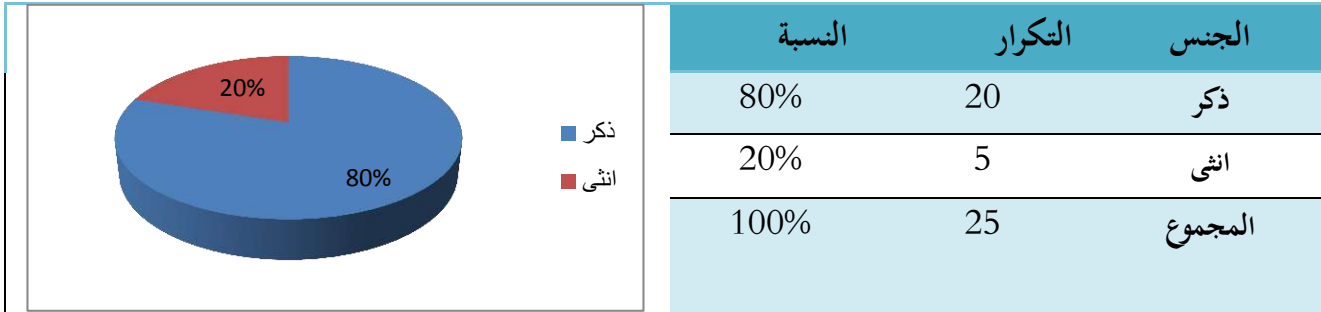 الجنس التكرار النسبة
ذكر 20 80%
انثى 5 20%
المجموع 25 100%
20%
80%
ذكر
انثى